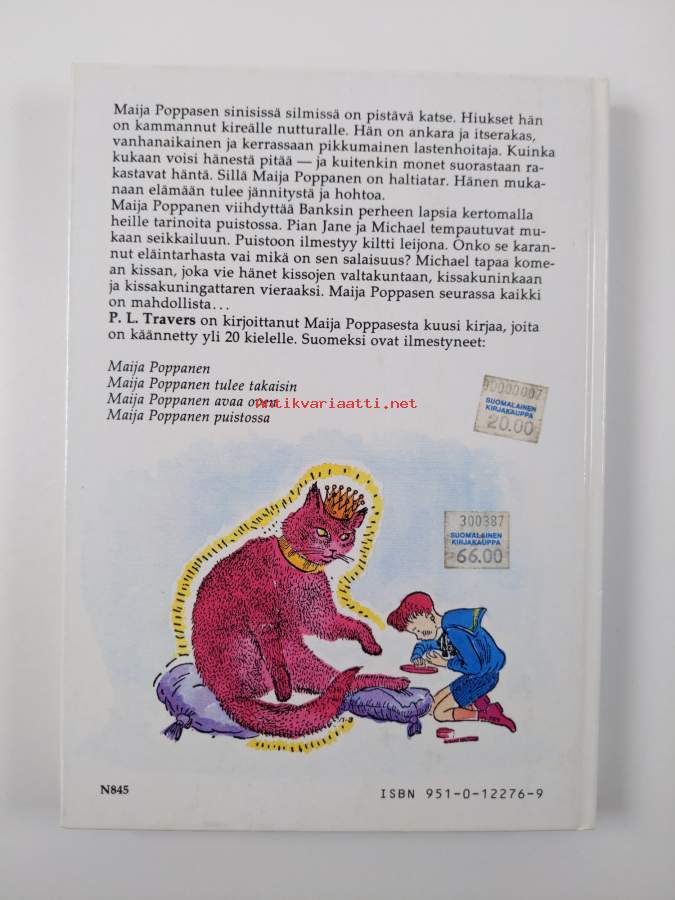 Maija Poppasen sinisissä silmissä on pistävä katse. Hiukset hän
on kammannut kireälle nutturalle. Hän on ankara ja itserakas,
vanhanaikainen ja kerrassaan pikkumainen lastenhoitaja. Kuinka
kukaan voisi hänestä pitää — ja kuitenkin monet suorastaan ra-
kastavat häntä. Sillä Maija Poppanen on haltiatar. Hänen muka-
naan elämään tulee jännitystä ja hohtoa.
Maija Poppanen viihdyttää Banksin perheen lapsia kertomalla
heille tarinoita puistossa. Pian Jane ja Michael tempautuvat mu-
kaan seikkailuun. Puistoon ilmestyy kiltti leijona. Onko se karan-
nut eläintarhasta vai mikä on sen salaisuus? Michael tapaa kome-
an kissan, joka vie hänet kissojen valtakuntaan, kissakuninkaan
ja kissakuningattaren vieraaksi. Maija Poppasen seurassa kaikki
on mahdollista...
P. L. Travers on kirjoittanut Maija Poppasesta kuusi kirjaa, joita
on käännetty yli 20 kielelle. Suomeksi ovat ilmestyneet:
Maija Poppanen
Maija Poppanen tulee takaisin
Maija Poppanen avaa oven
Maija Poppanen puistossa
Artikvariaatti.net
90000007
SUOMALAINEN
KIRJAKAUPPA
20.00
300387
SUOMALAINEN
KIRJAKAUPPA
66.00
N845
ISBN 951-0-12276-9